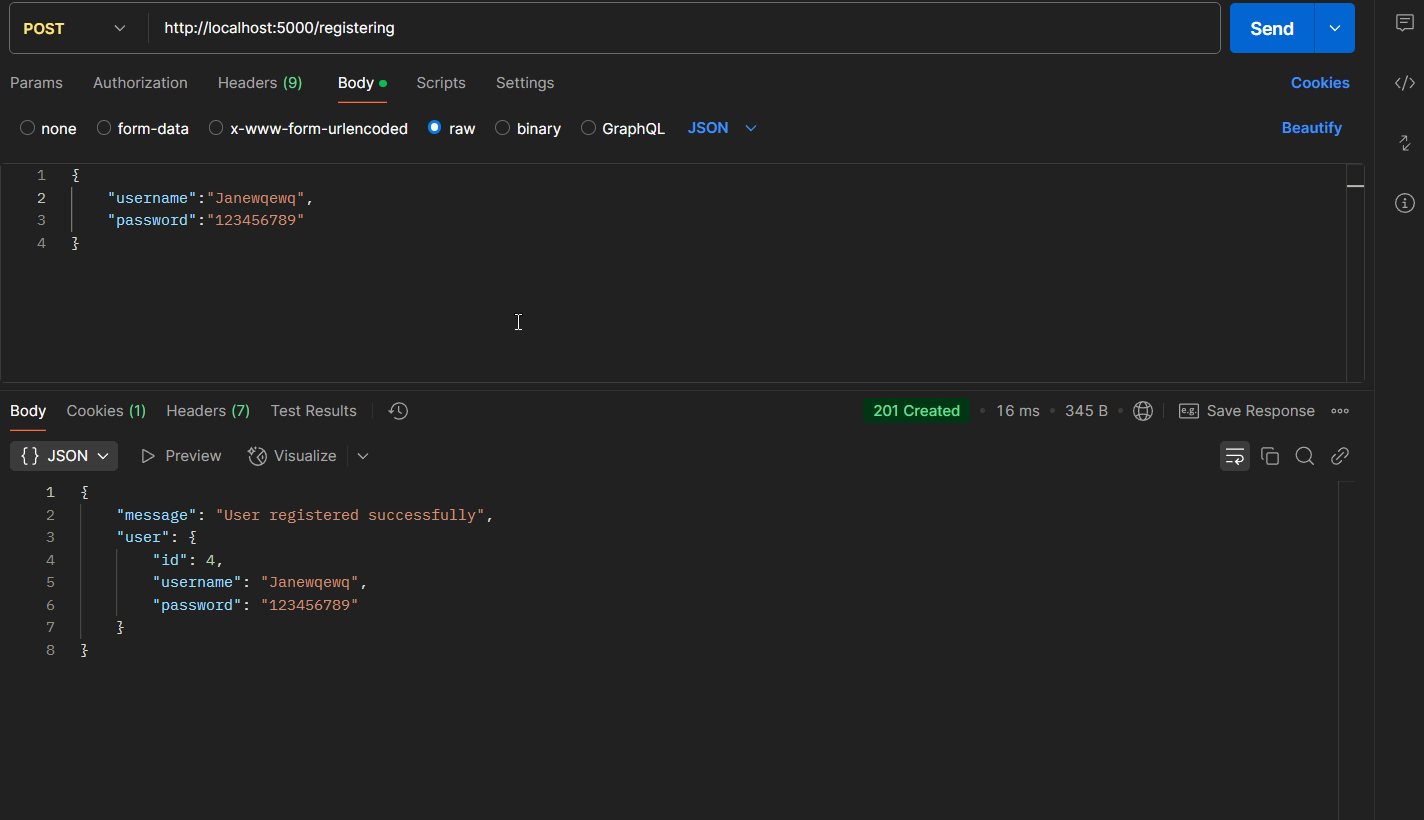 POST http://localhost:5000/registering Send
Params Authorization Headers (9) Body Scripts Settings Cookies
none form-data x-www-form-urlencoded raw binary GraphQL JSON Beautify
1 {
2 "username":"Janewqewq",
3 "password":"123456789"
4 }
Body Cookies (1) Headers (7) Test Results 201 Created 16 ms 345 B e.g. Save Response
{} JSON Preview Visualize
1 {
2 "message": "User registered successfully",
3 "user": {
4 "id": 4,
5 "username": "Janewqewq",
6 "password": "123456789"
7 }
8 }